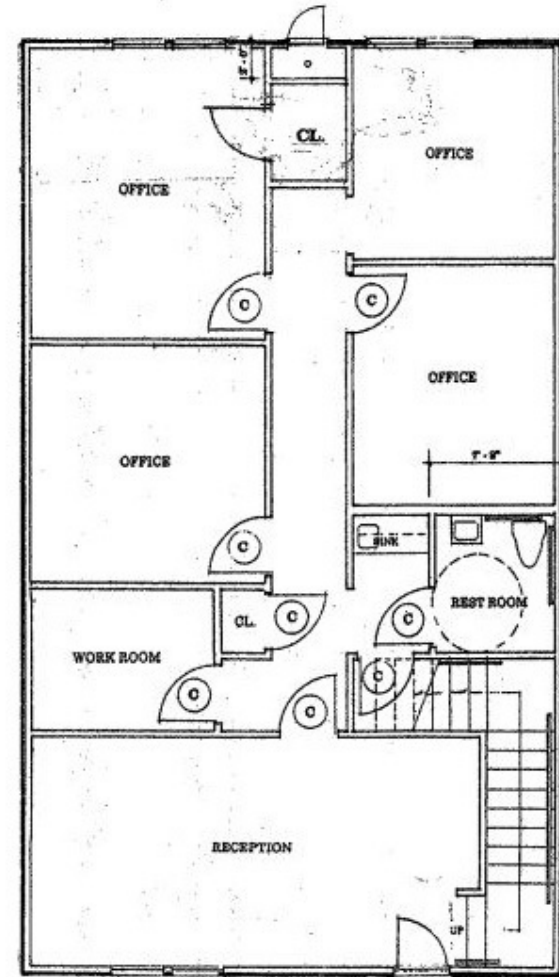 CL.
OFFICE
OFFICE
C
C
OFFICE
OFFICE
C
SINK
REST ROOM
CL.
C
C
WORK ROOM
C
C
C
RECEPTION
UP